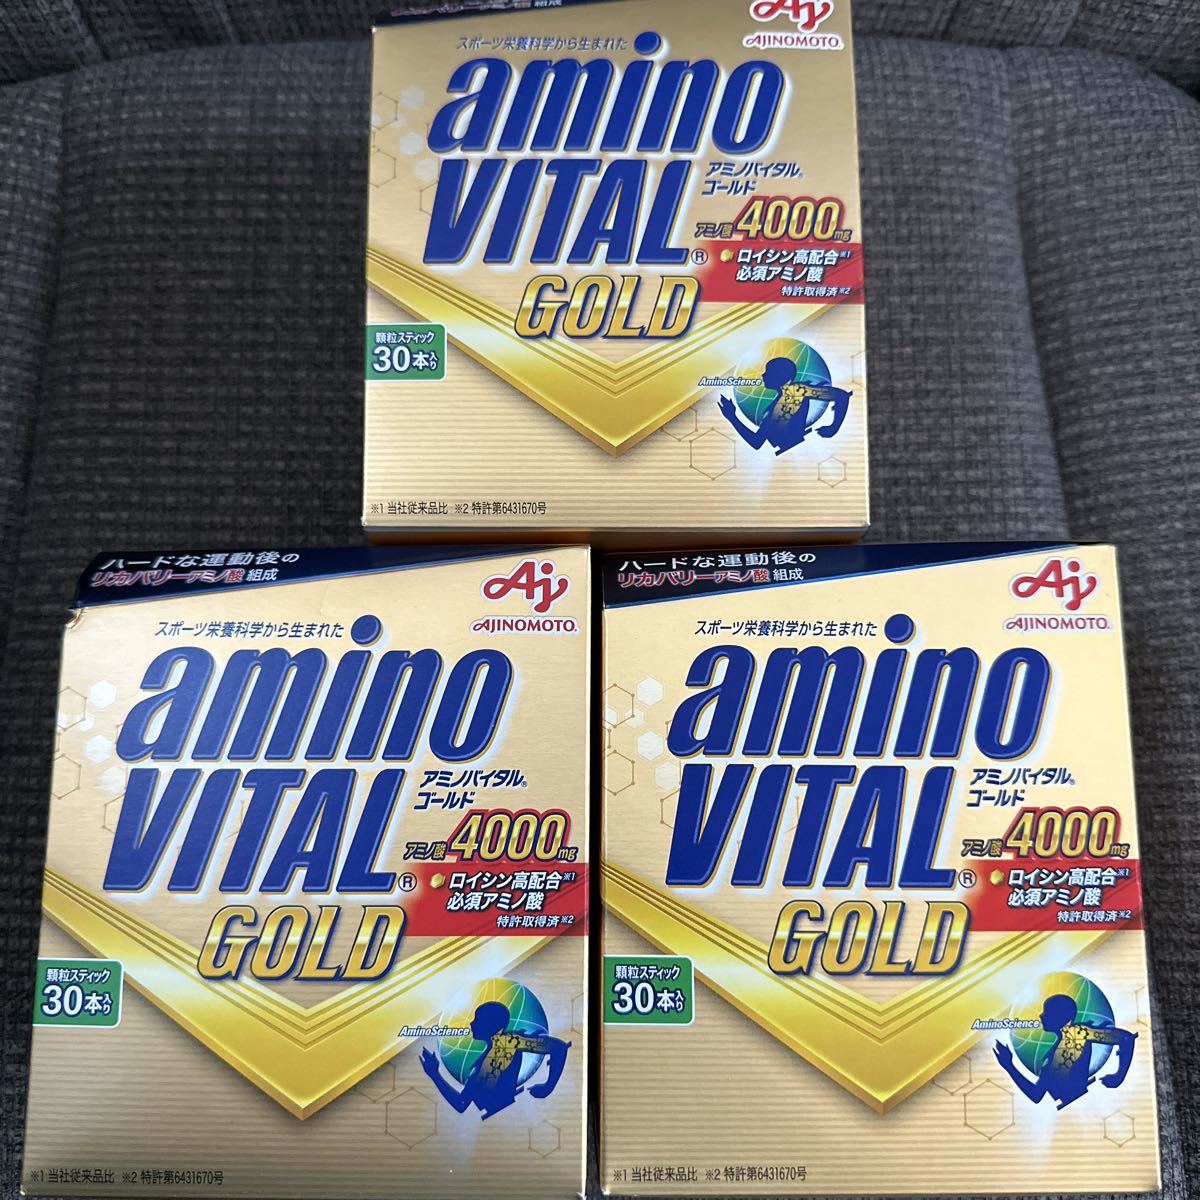 リカバリーアミノ酸 組成
AJINOMOTO®
スポーツ栄養科学から生まれた
amino
VITAL®
アミノバイタル®
ゴールド
アミノ酸 4000mg
ロイシン高配合※1
必須アミノ酸
特許取得済※2
GOLD
顆粒スティック
30本入り
AminoScience
※1 当社従来品比 ※2 特許第6431670号
ハードな運動後の
リカバリーアミノ酸 組成
AJINOMOTO®
スポーツ栄養科学から生まれた
amino
VITAL®
アミノバイタル®
ゴールド
アミノ酸 4000mg
ロイシン高配合※1
必須アミノ酸
特許取得済※2
GOLD
顆粒スティック
30本入り
AminoScience
※1 当社従来品比 ※2 特許第6431670号
ハードな運動後の
リカバリーアミノ酸 組成
AJINOMOTO®
スポーツ栄養科学から生まれた
amino
VITAL®
アミノバイタル®
ゴールド
アミノ酸 4000mg
ロイシン高配合※1
必須アミノ酸
特許取得済※2
GOLD
顆粒スティック
30本入り
AminoScience
※1 当社従来品比 ※2 特許第6431670号